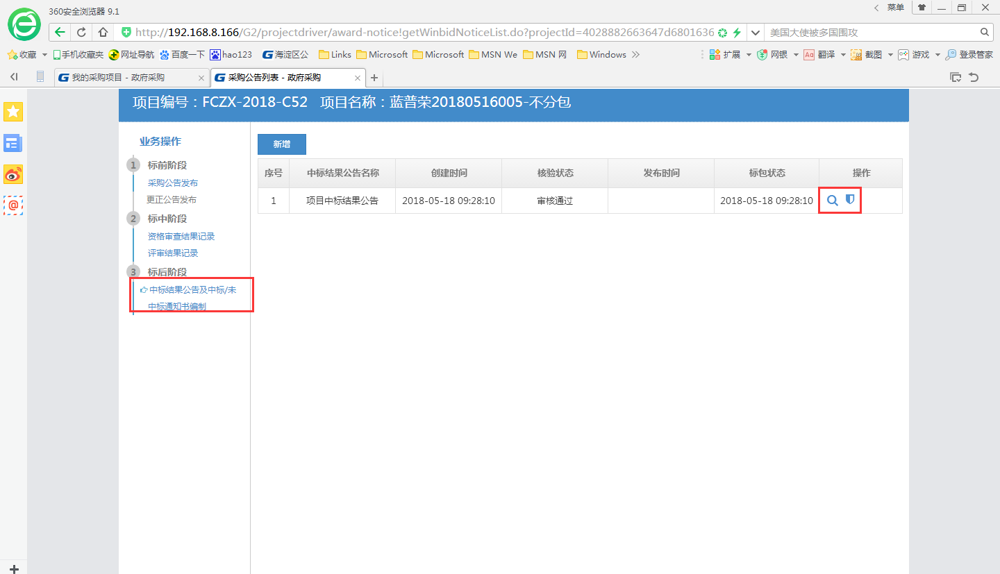 360安全浏览器 9.1
菜单
http://192.168.8.166/G2/projectdriver/award-notice!getWinbidNoticeList.do?projectId=4028882663647d6801636
美国大使被多国围攻
收藏 手机收藏夹 网址导航 百度一下 hao123 海淀区公 Links Microsoft Microsoft MSN We MSN 网 Windows
扩展 网银 Aα 翻译 截图 游戏 登录管家
我的采购项目 - 政府采购
采购公告列表 - 政府采购
项目编号：FCZX-2018-C52 项目名称：蓝普荣20180516005-不分包
业务操作
1 标前阶段
采购公告发布
更正公告发布
2 标中阶段
资格审查结果记录
评审结果记录
3 标后阶段
中标结果公告及中标/未
中标通知书编制
新增
序号 中标结果公告名称 创建时间 核验状态 发布时间 标包状态 操作
1 项目中标结果公告 2018-05-18 09:28:10 审核通过 2018-05-18 09:28:10